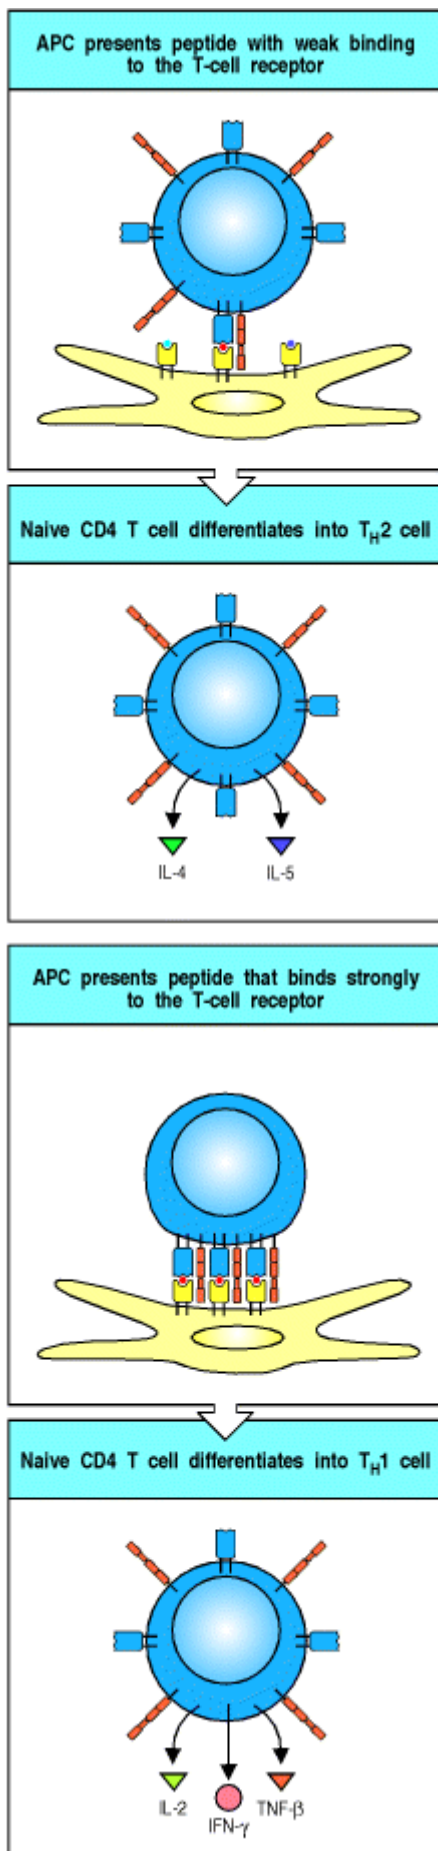 APC presents peptide with weak binding
to the T-cell receptor
Naive CD4 T cell differentiates into TH2 cell
IL-4 IL-5
APC presents peptide that binds strongly
to the T-cell receptor
Naive CD4 T cell differentiates into TH1 cell
IL-2 IFN-γ TNF-β